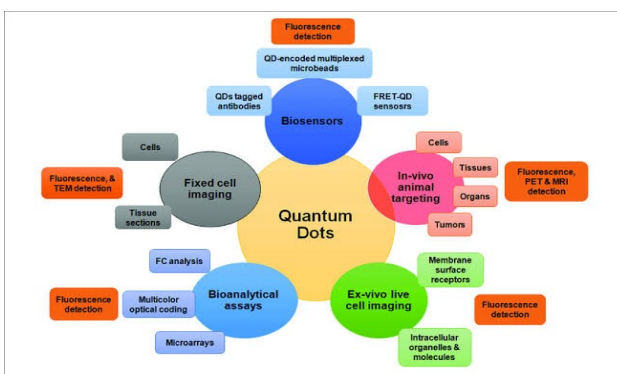 Fluorescence
detection
QD-encoded multiplexed
microbeads
QDs tagged
antibodies
FRET-QD
sensosrs
Biosensors
Cells
Fluorescence, &
TEM detection
Fixed cell
imaging
Tissue
sections
Cells
Tissues
In-vivo
animal
targeting
Organs
Tumors
Fluorescence,
PET & MRI
detection
Quantum
Dots
FC analysis
Fluorescence
detection
Multicolor
optical coding
Microarrays
Bioanalytical
assays
Ex-vivo live
cell imaging
Membrane
surface
receptors
Fluorescence
detection
Intracellular
organelles &
molecules